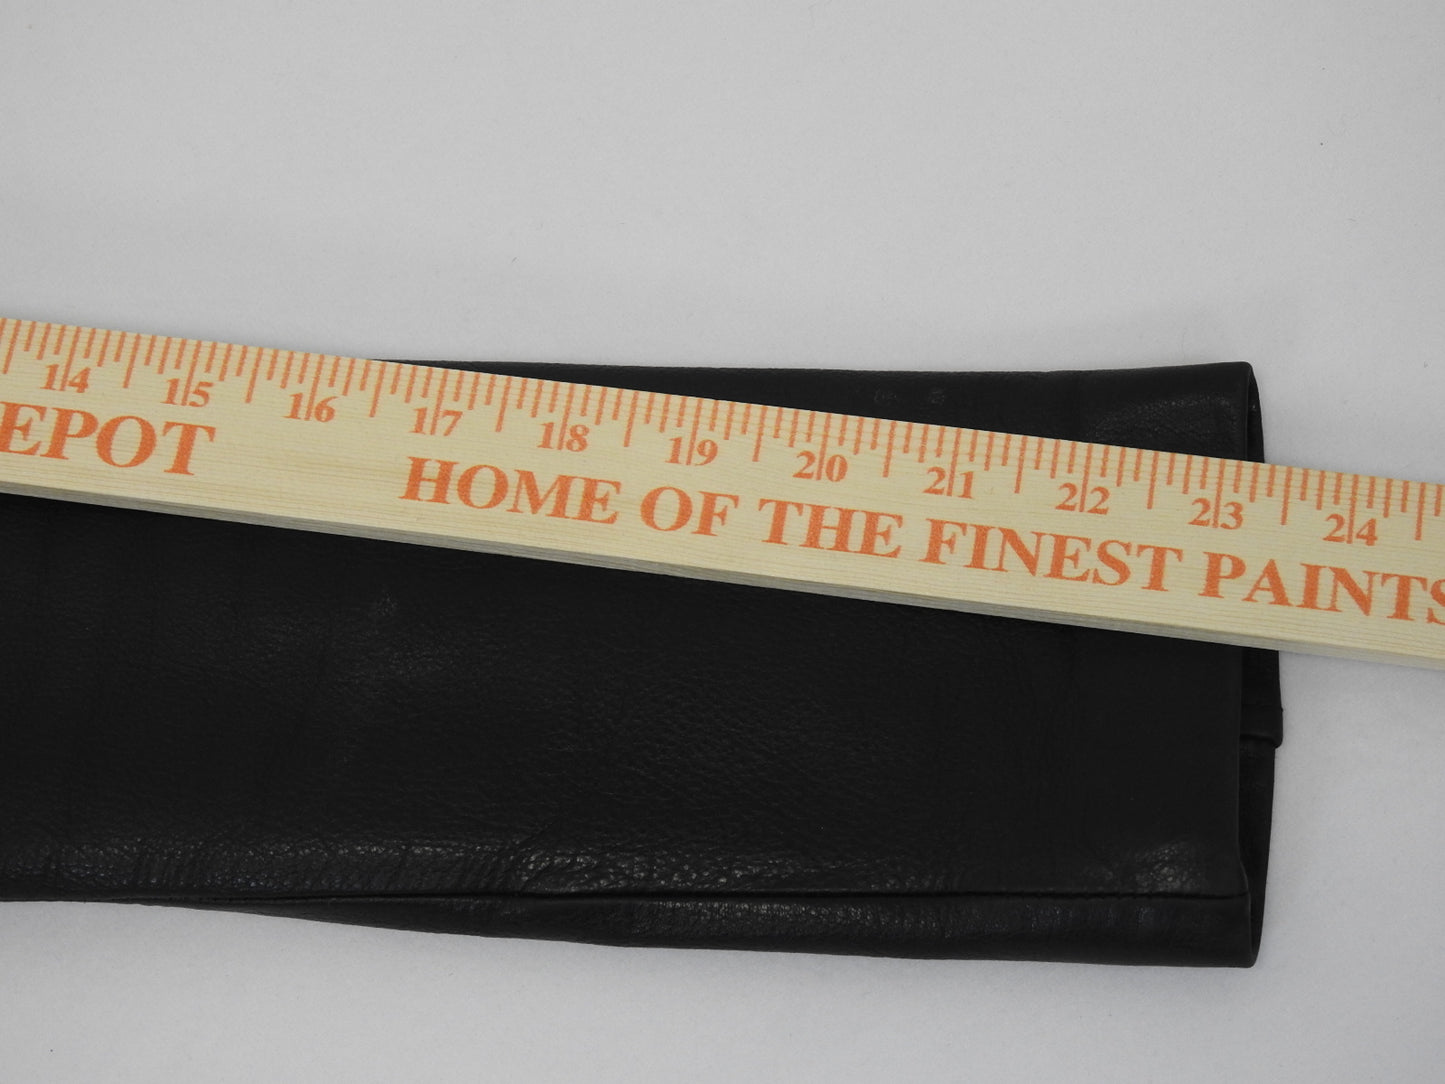 14 15 16 17 18 19 20 21 22 23 24
EPOT HOME OF THE FINEST PAINTS